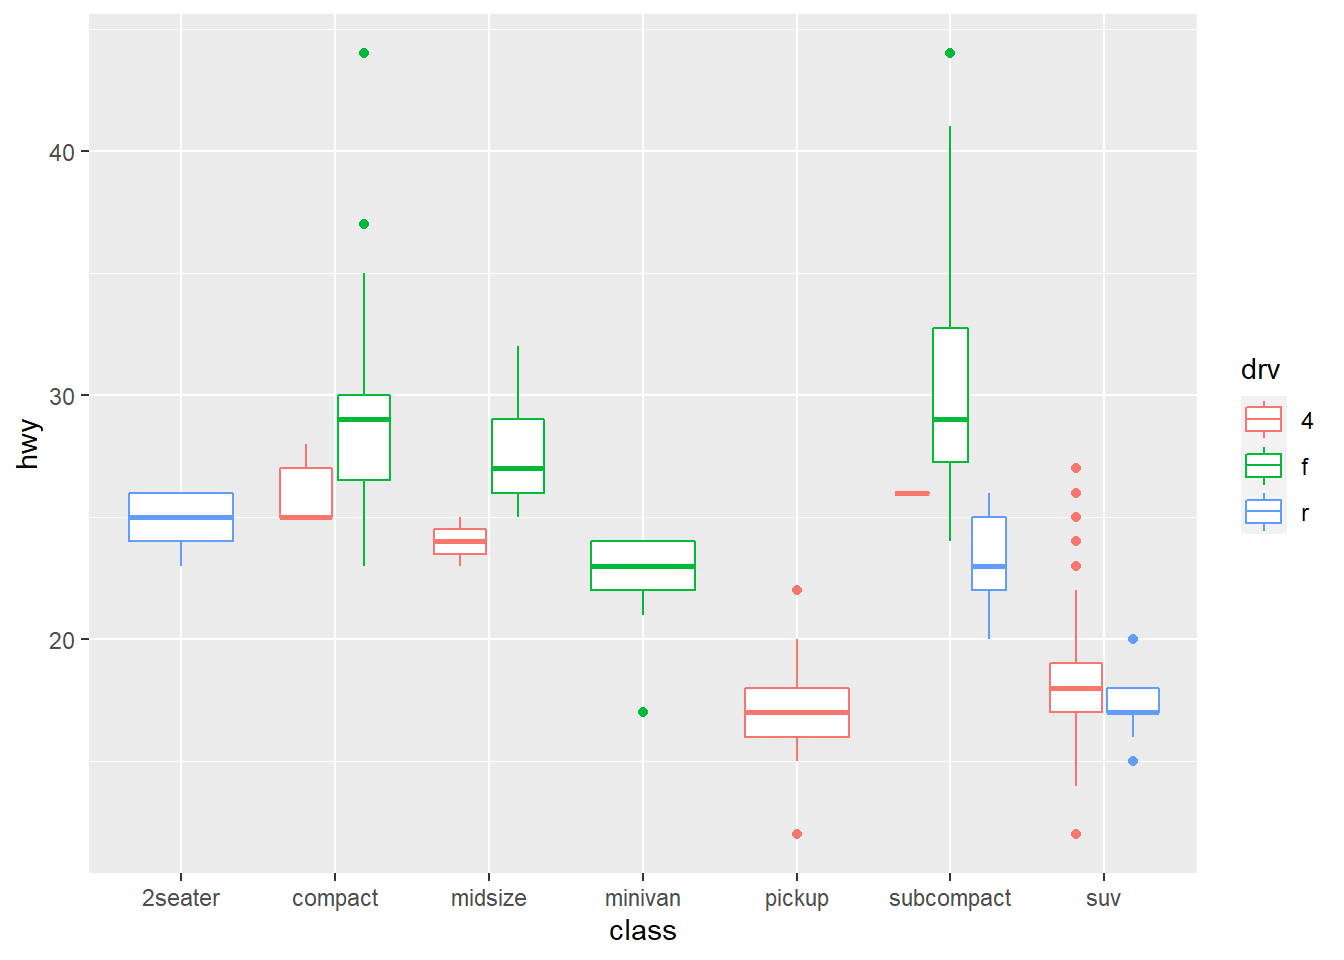 hwy
40
30
20
2seater compact midsize minivan pickup subcompact suv
class
drv
4
f
r